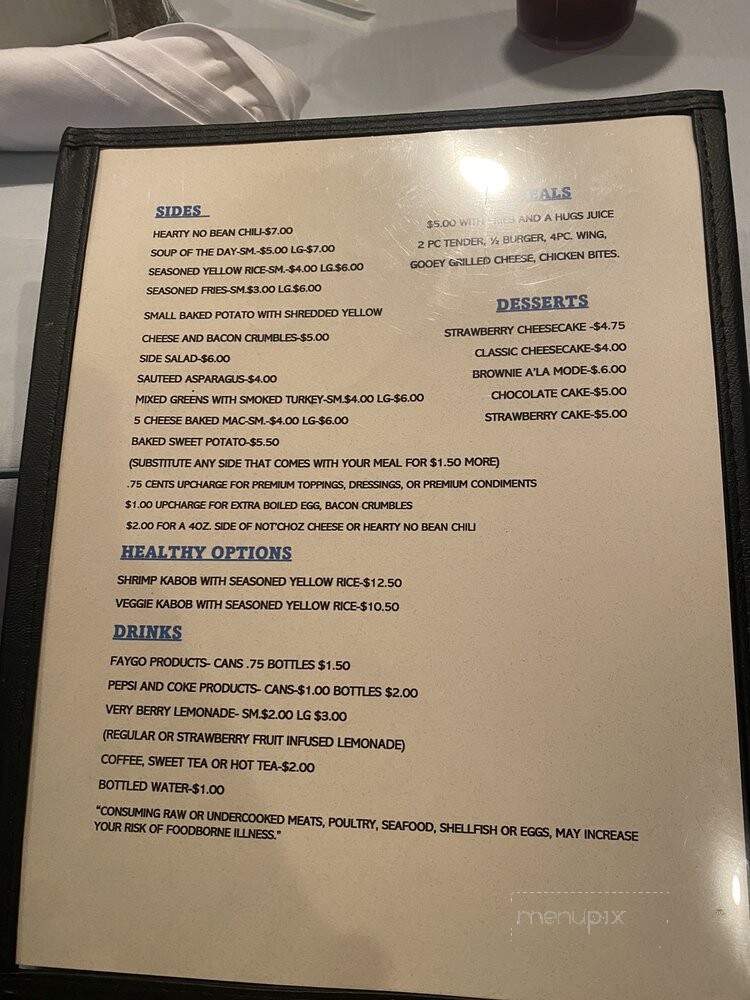 SIDES
HEARTY NO BEAN CHILI-$7.00
SOUP OF THE DAY-SM.-$5.00 LG-$7.00
SEASONED YELLOW RICE-SM.-$4.00 LG.$6.00
SEASONED FRIES-SM.$3.00 LG.$6.00
SMALL BAKED POTATO WITH SHREDDED YELLOW
CHEESE AND BACON CRUMBLES-$5.00
SIDE SALAD-$6.00
SAUTEED ASPARAGUS-$4.00
MIXED GREENS WITH SMOKED TURKEY-SM.$4.00 LG-$6.00
5 CHEESE BAKED MAC-SM.-$4.00 LG-$6.00
BAKED SWEET POTATO-$5.50
(SUBSTITUTE ANY SIDE THAT COMES WITH YOUR MEAL FOR $1.50 MORE)
.75 CENTS UPCHARGE FOR PREMIUM TOPPINGS, DRESSINGS, OR PREMIUM CONDIMENTS
$1.00 UPCHARGE FOR EXTRA BOILED EGG, BACON CRUMBLES
$2.00 FOR A 4OZ. SIDE OF NOT'CHOZ CHEESE OR HEARTY NO BEAN CHILI
HEALTHY OPTIONS
SHRIMP KABOB WITH SEASONED YELLOW RICE-$12.50
VEGGIE KABOB WITH SEASONED YELLOW RICE-$10.50
DRINKS
FAYGO PRODUCTS- CANS .75 BOTTLES $1.50
PEPSI AND COKE PRODUCTS- CANS-$1.00 BOTTLES $2.00
VERY BERRY LEMONADE- SM.$2.00 LG $3.00
(REGULAR OR STRAWBERRY FRUIT INFUSED LEMONADE)
COFFEE, SWEET TEA OR HOT TEA-$2.00
BOTTLED WATER-$1.00
"CONSUMING RAW OR UNDERCOOKED MEATS, POULTRY, SEAFOOD, SHELLFISH OR EGGS, MAY INCREASE
YOUR RISK OF FOODBORNE ILLNESS."
$5.00 WITH FRIES AND A HUGS JUICE
2 PC TENDER, ½ BURGER, 4PC. WING,
GOOEY GRILLED CHEESE, CHICKEN BITES.
DESSERTS
STRAWBERRY CHEESECAKE -$4.75
CLASSIC CHEESECAKE-$4.00
BROWNIE A'LA MODE-$.6.00
CHOCOLATE CAKE-$5.00
STRAWBERRY CAKE-$5.00
menupix